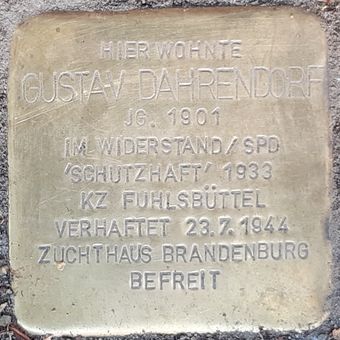 HIER WOHNTE
GUSTAV DAHRENDORF
JG. 1901
IM WIDERSTAND/SPD
'SCHUTZHAFT' 1933
KZ FUHLSBÜTTEL
VERHAFTET 23.7.1944
ZUCHTHAUS BRANDENBURG
BEFREIT